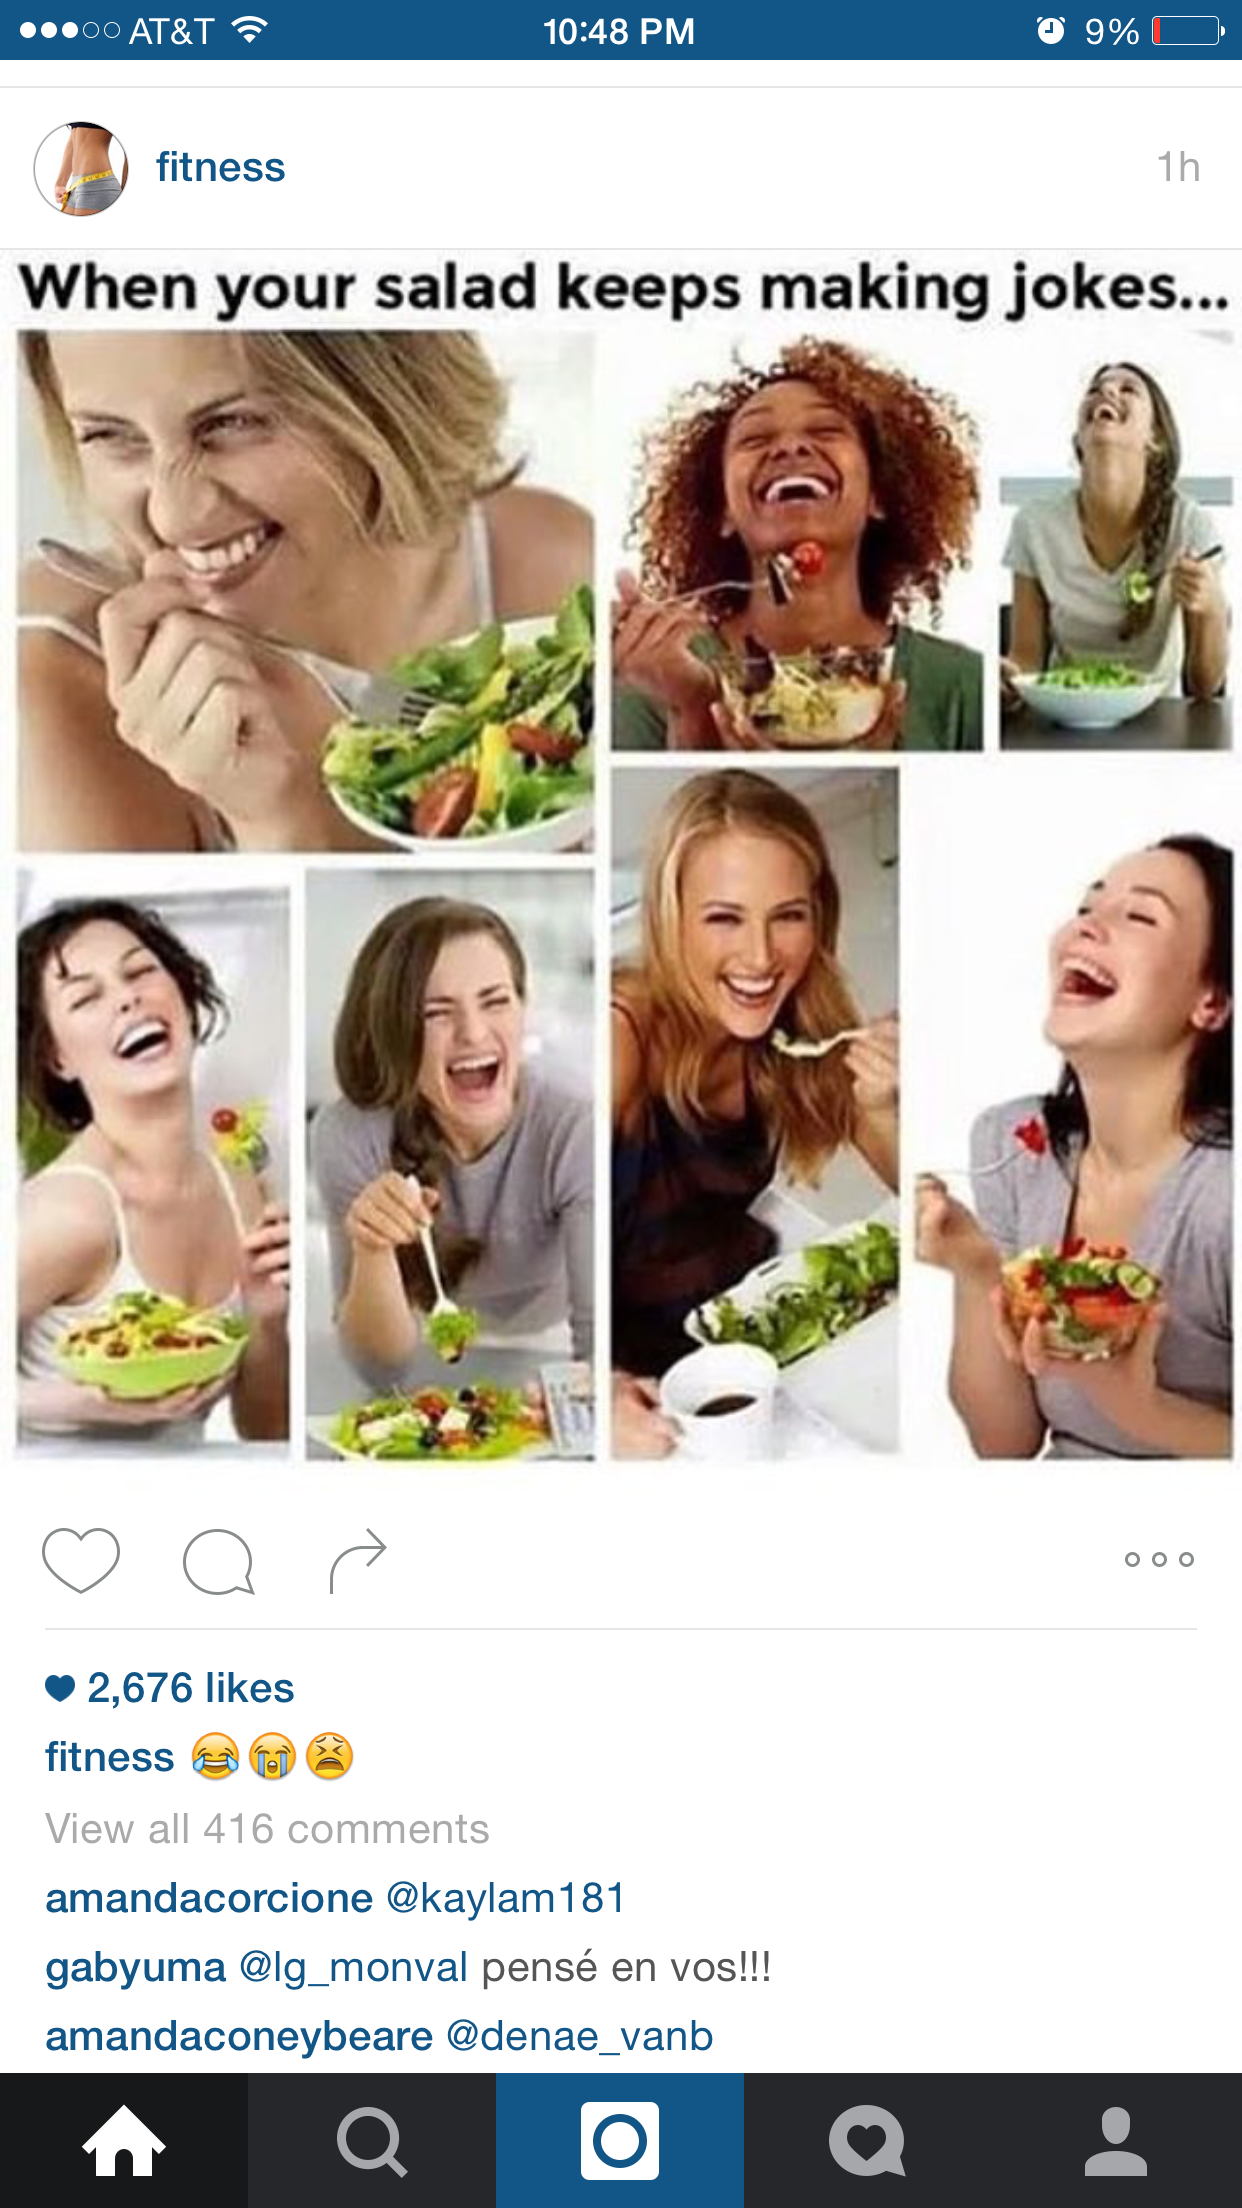 AT&T 10:48 PM 9%
fitness 1h
When your salad keeps making jokes...
2,676 likes
fitness 😂😭😫
View all 416 comments
amandacorcione @kaylam181
gabyuma @lg_monval pensé en vos!!!
amandaconeybeare @denae_vanb